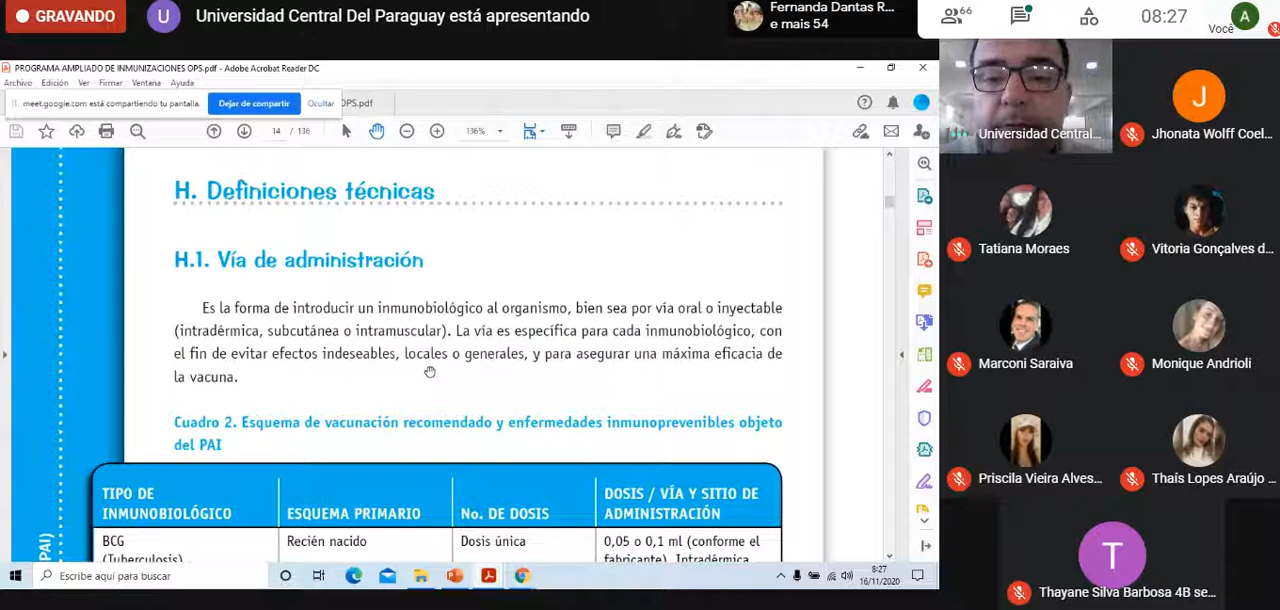 GRAVANDO
U
Universidad Central Del Paraguay está apresentando
Fernanda Dantas R...
e mais 54
66
08:27
Você
A
PROGRAMA AMPLIADO DE INMUNIZACIONES OPS.pdf - Adobe Acrobat Reader DC
Archivo Edición Ver Firmar Ventana Ayuda
meet.google.com está compartiendo tu pantalla.
Dejar de compartir
Ocultar
OPS.pdf
14 / 136
136%
H. Definiciones técnicas
H.1. Vía de administración
Es la forma de introducir un inmunobiológico al organismo, bien sea por vía oral o inyectable
(intradérmica, subcutánea o intramuscular). La vía es específica para cada inmunobiológico, con
el fin de evitar efectos indeseables, locales o generales, y para asegurar una máxima eficacia de
la vacuna.
Cuadro 2. Esquema de vacunación recomendado y enfermedades inmunoprevenibles objeto
del PAI
TIPO DE
INMUNOBIOLÓGICO
ESQUEMA PRIMARIO
No. DE DOSIS
DOSIS / VÍA Y SITIO DE
ADMINISTRACIÓN
BCG
(Tuberculosis)
Recién nacido
Dosis única
0,05 o 0,1 ml (conforme el
fabricante). Intradérmica
(PAI)
Escribe aquí para buscar
8:27
16/11/2020
Universidad Central...
J
Jhonata Wolff Coel...
Tatiana Moraes
Vitoria Gonçalves d...
Marconi Saraiva
Monique Andrioli
Priscila Vieira Alves...
Thaís Lopes Araújo ...
T
Thayane Silva Barbosa 4B se...